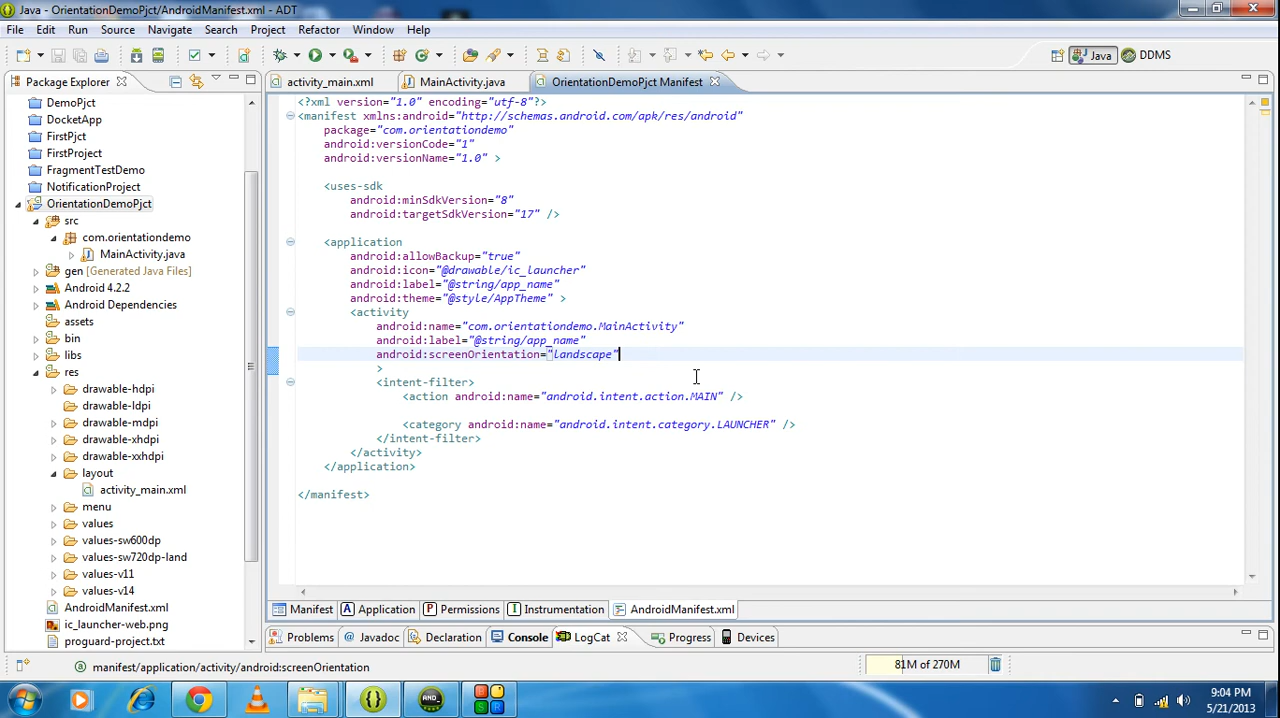 Java - OrientationDemoPjct/AndroidManifest.xml - ADT
File Edit Run Source Navigate Search Project Refactor Window Help
Java DDMS
Package Explorer
activity_main.xml MainActivity.java OrientationDemoPjct Manifest
DemoPjct
DocketApp
FirstPjct
FirstProject
FragmentTestDemo
NotificationProject
OrientationDemoPjct
src
com.orientationdemo
MainActivity.java
gen [Generated Java Files]
Android 4.2.2
Android Dependencies
assets
bin
libs
res
drawable-hdpi
drawable-ldpi
drawable-mdpi
drawable-xhdpi
drawable-xxhdpi
layout
activity_main.xml
menu
values
values-sw600dp
values-sw720dp-land
values-v11
values-v14
AndroidManifest.xml
ic_launcher-web.png
proguard-project.txt
<?xml version="1.0" encoding="utf-8"?>
<manifest xmlns:android="http://schemas.android.com/apk/res/android"
package="com.orientationdemo"
android:versionCode="1"
android:versionName="1.0" >
<uses-sdk
android:minSdkVersion="8"
android:targetSdkVersion="17" />
<application
android:allowBackup="true"
android:icon="@drawable/ic_launcher"
android:label="@string/app_name"
android:theme="@style/AppTheme" >
<activity
android:name="com.orientationdemo.MainActivity"
android:label="@string/app_name"
android:screenOrientation="landscape"
>
<intent-filter>
<action android:name="android.intent.action.MAIN" />
<category android:name="android.intent.category.LAUNCHER" />
</intent-filter>
</activity>
</application>
</manifest>
Manifest A Application P Permissions I Instrumentation AndroidManifest.xml
Problems @ Javadoc Declaration Console LogCat Progress Devices
manifest/application/activity/android:screenOrientation 81M of 270M
9:04 PM
5/21/2013